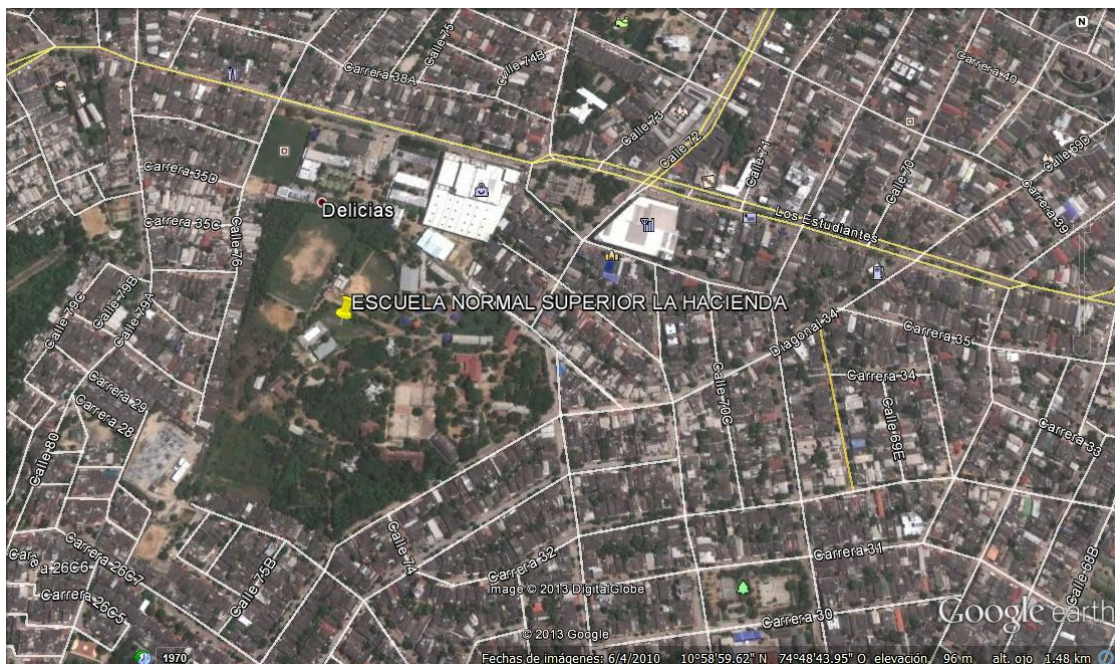 N
Calle 75
Carrera 38A
Calle 74B
Carrera 40
Calle 73
Calle 72
Calle 71
Calle 70
Calle 69D
Carrera 39
Carrera 35D
Carrera 35C
Calle 76
Delicias
Los Estudiantes
Calle 79C
Calle 79B
Calle 79A
ESCUELA NORMAL SUPERIOR LA HACIENDA
Diagonal 34
Carrera 35
Carrera 34
Calle 70C
Calle 69E
Carrera 29
Carrera 28
Calle 80
Carrera 33
Carrera 26C6
Carrera 26C7
Carrera 26C5
Calle 75B
Calle 74
Carrera 32
Carrera 31
Calle 68B
Carrera 30
Image © 2013 DigitalGlobe
© 2013 Google
Google earth
1970
Fechas de imágenes: 6/4/2010 10°58'59.62" N 74°48'43.95" O elevación 96 m alt. ojo 1.48 km